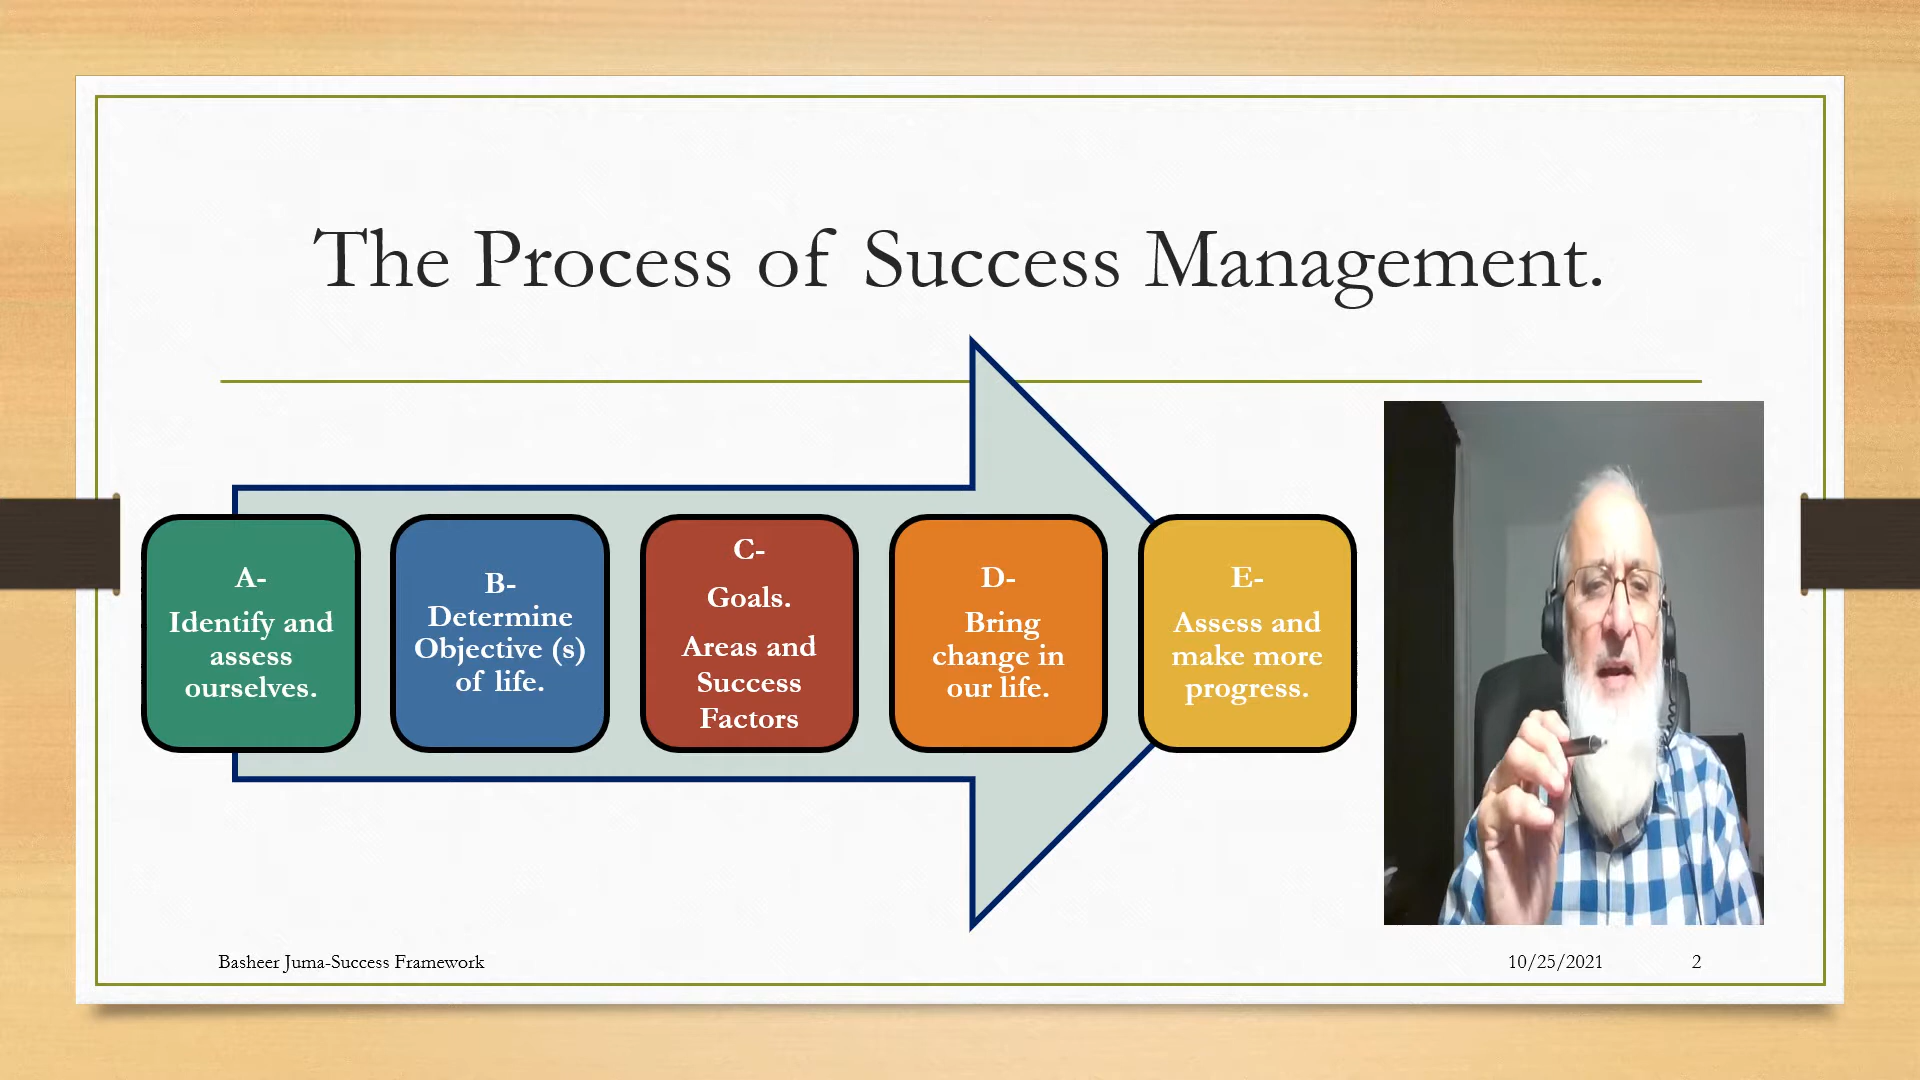 The Process of Success Management.
A-
Identify and
assess
ourselves.
B-
Determine
Objective (s)
of life.
C-
Goals.
Areas and
Success
Factors
D-
Bring
change in
our life.
E-
Assess and
make more
progress.
Basheer Juma-Success Framework
10/25/2021
2